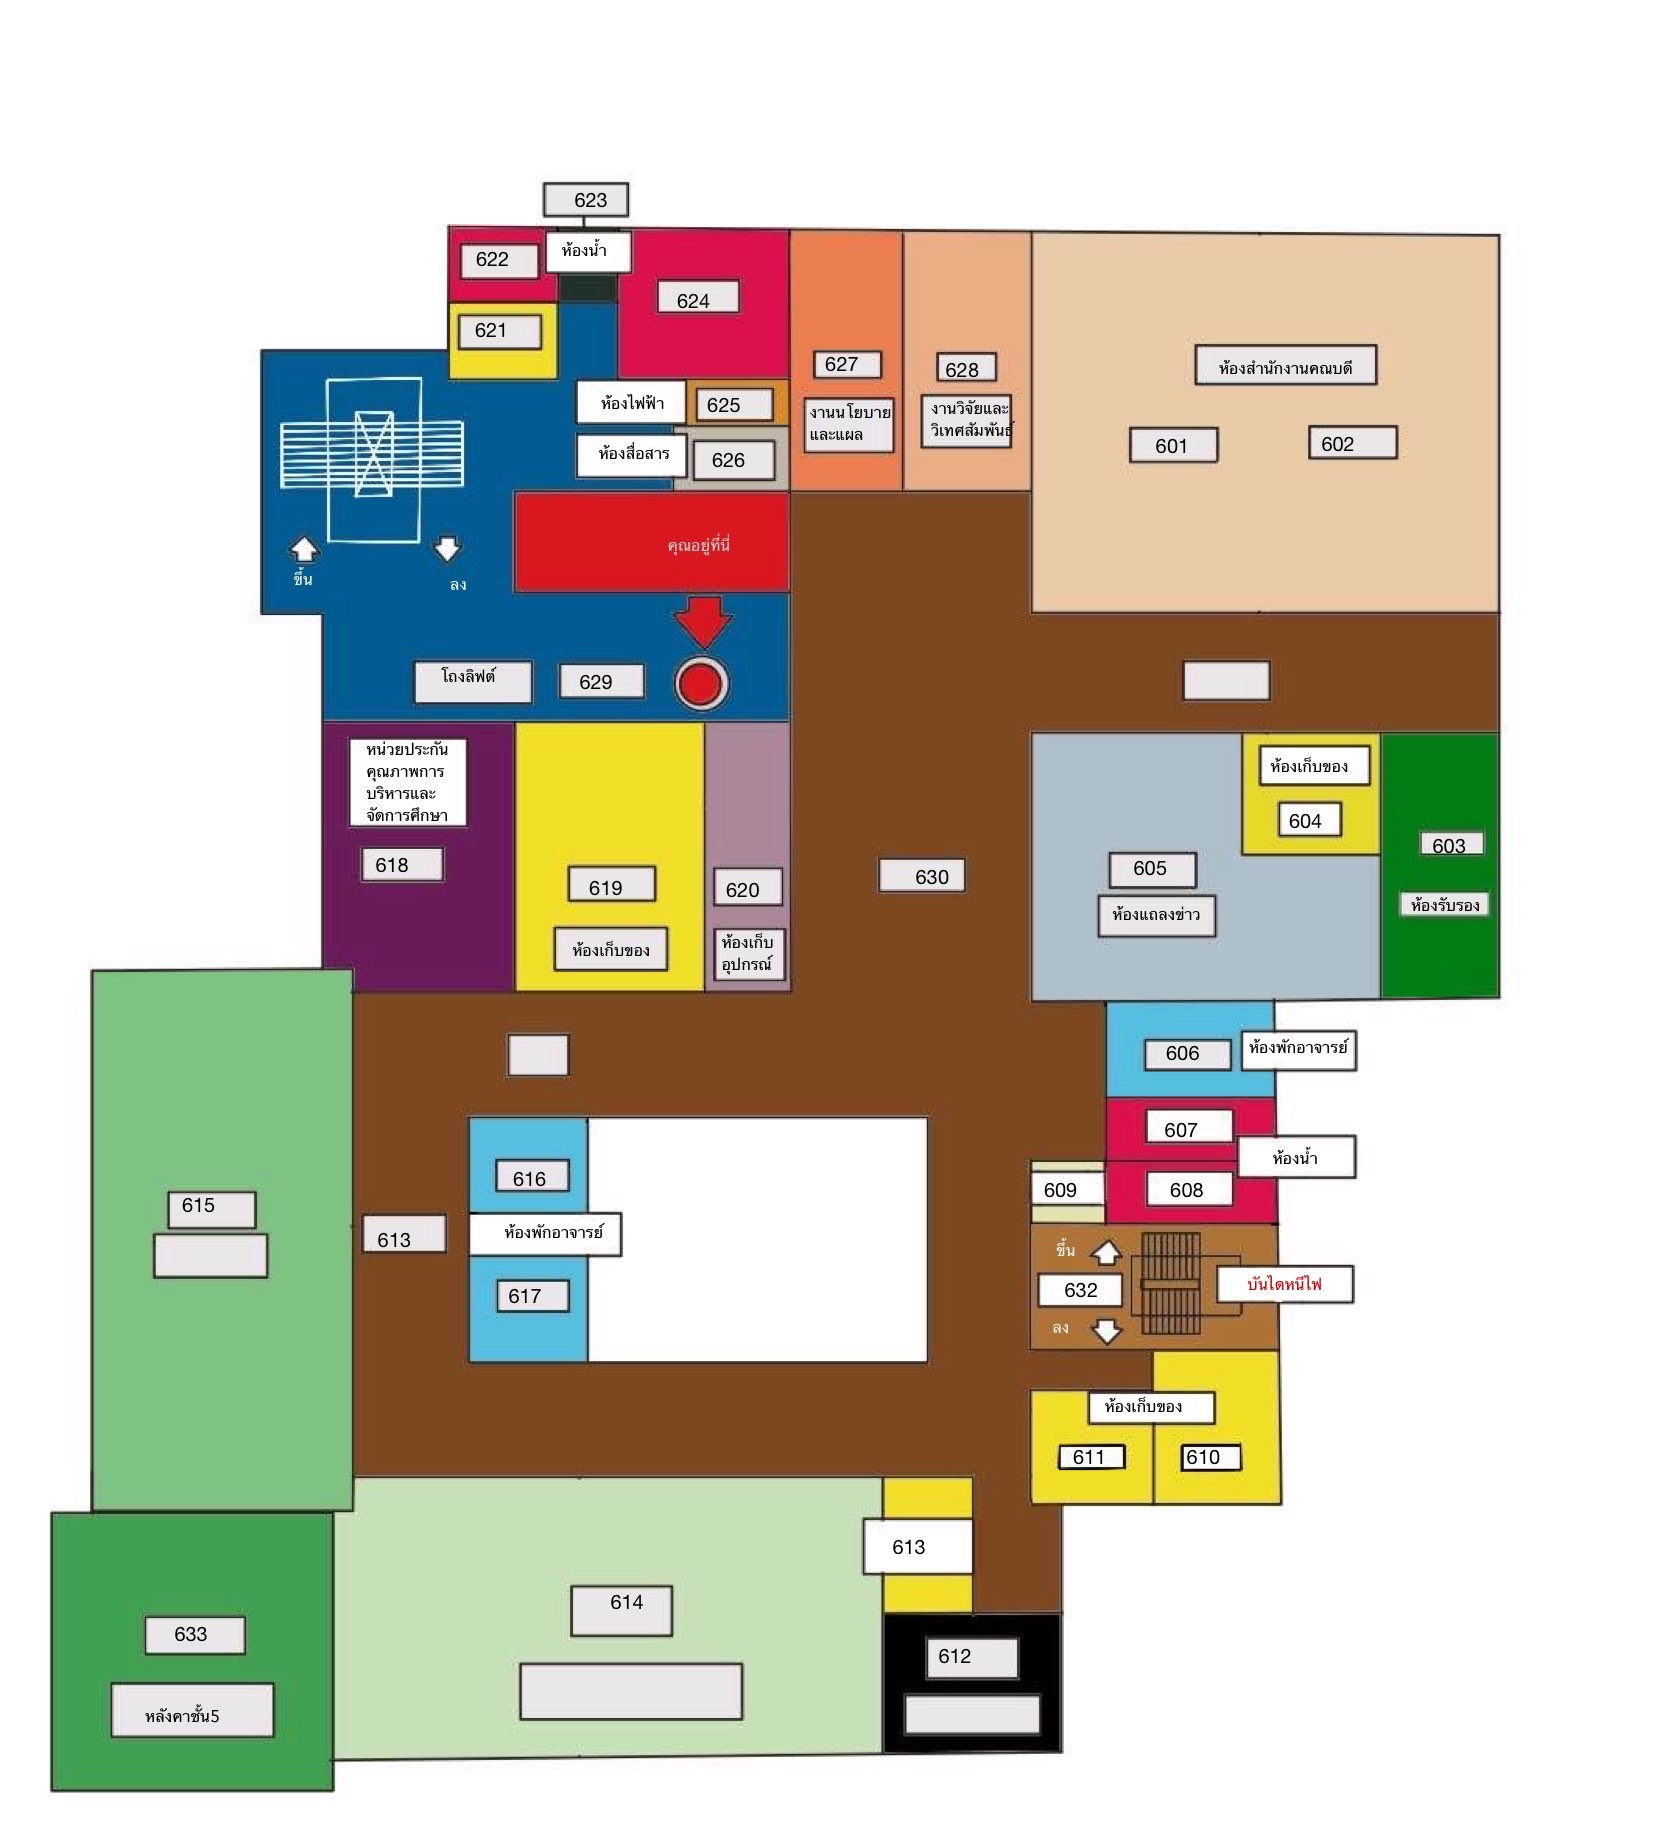 623
ห้องน้ำ
622
624
621
627
งานนโยบาย
และแผล
628
งานวิจัยและ
วิเทศสัมพันธ์
ห้องสำนักงานคณบดี
601
602
ห้องไฟฟ้า
625
ห้องสื่อสาร
626
คุณอยู่ที่นี่
ขึ้น
ลง
โถงลิฟต์
629
หน่วยประกัน
คุณภาพการ
บริหารและ
จัดการศึกษา
618
619
ห้องเก็บของ
620
ห้องเก็บ
อุปกรณ์
630
ห้องเก็บของ
604
605
ห้องแถลงข่าว
603
ห้องรับรอง
606
ห้องพักอาจารย์
607
ห้องน้ำ
608
609
615
613
616
ห้องพักอาจารย์
617
ขึ้น
632
ลง
บันไดหนีไฟ
ห้องเก็บของ
611
610
613
614
612
633
หลังคาชั้น5